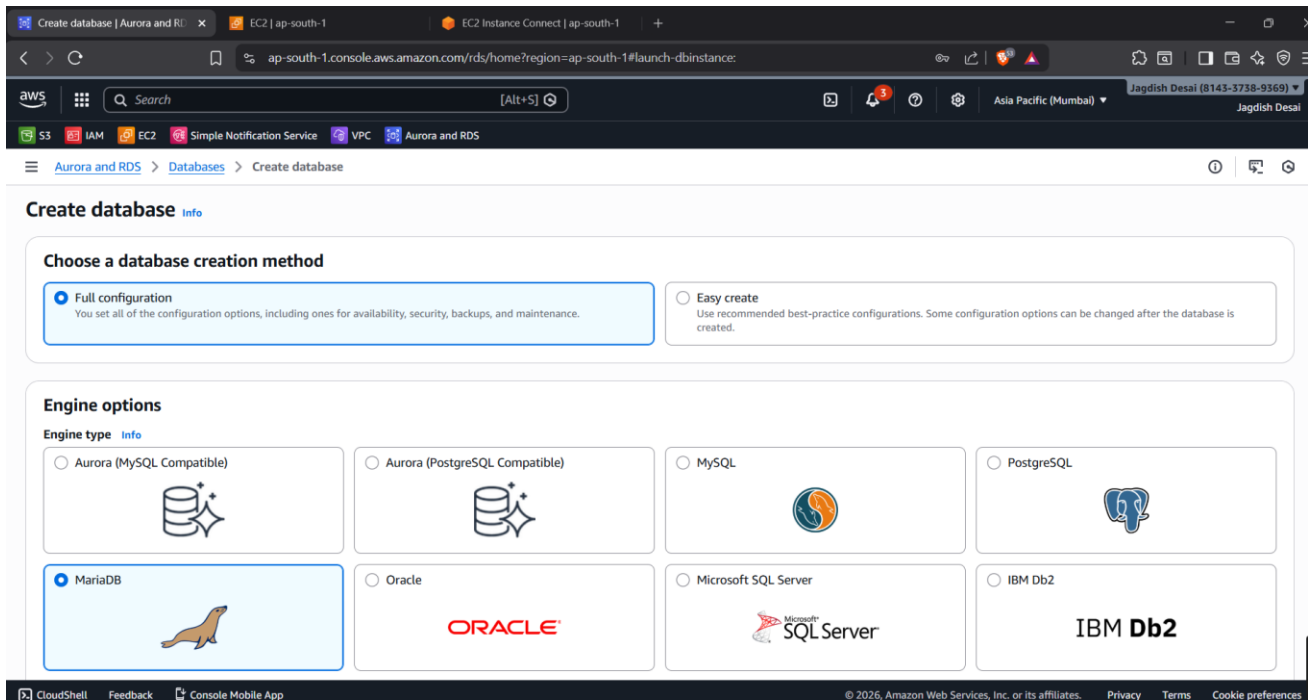 Create database | Aurora and RD
EC2 | ap-south-1
EC2 Instance Connect | ap-south-1
ap-south-1.console.aws.amazon.com/rds/home?region=ap-south-1#launch-dbinstance:
aws
Search
[Alt+S]
3
Asia Pacific (Mumbai)
Jagdish Desai (8143-3738-9369)
Jagdish Desai
S3
IAM
EC2
Simple Notification Service
VPC
Aurora and RDS
Aurora and RDS > Databases > Create database
Create database Info
Choose a database creation method
Full configuration
You set all of the configuration options, including ones for availability, security, backups, and maintenance.
Easy create
Use recommended best-practice configurations. Some configuration options can be changed after the database is
created.
Engine options
Engine type Info
Aurora (MySQL Compatible)
Aurora (PostgreSQL Compatible)
MySQL
PostgreSQL
MariaDB
Oracle
ORACLE
Microsoft SQL Server
Microsoft
SQL Server
IBM Db2
IBM Db2
CloudShell Feedback Console Mobile App
© 2026, Amazon Web Services, Inc. or its affiliates. Privacy Terms Cookie preferences